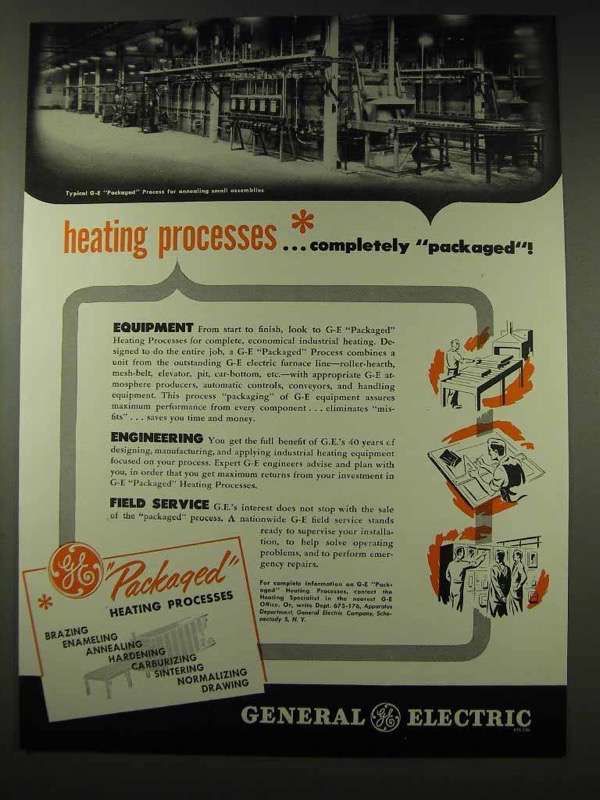 Typical G-E "Packaged" Process for annealing small assemblies
heating processes * ...completely "packaged"!
EQUIPMENT From start to finish, look to G-E "Packaged"
Heating Processes for complete, economical industrial heating. De-
signed to do the entire job, a G-E "Packaged" Process combines a
unit from the outstanding G-E electric furnace line—roller-hearth,
mesh-belt, elevator, pit, car-bottom, etc.—with appropriate G-E at-
mosphere producers, automatic controls, conveyors, and handling
equipment. This process "packaging" of G-E equipment assures
maximum performance from every component...eliminates "mis-
fits"...saves you time and money.
ENGINEERING You get the full benefit of G.E.'s 40 years of
designing, manufacturing, and applying industrial heating equipment
focused on your process. Expert G-E engineers advise and plan with
you, in order that you get maximum returns from your investment in
G-E "Packaged" Heating Processes.
FIELD SERVICE G.E.'s interest does not stop with the sale
of the "packaged" process. A nationwide G-E field service stands
ready to supervise your installa-
tion, to help solve operating
problems, and to perform emer-
gency repairs.
For complete information on G-E "Pack-
aged" Heating Processes, contact the
Heating Specialist in the nearest G-E
Office. Or, write Dept. 675-176, Apparatus
Department, General Electric Company, Sche-
nectady 5, N. Y.
GE "Packaged"
* HEATING PROCESSES
BRAZING
ENAMELING
ANNEALING
HARDENING
CARBURIZING
SINTERING
NORMALIZING
DRAWING
GENERAL GE ELECTRIC